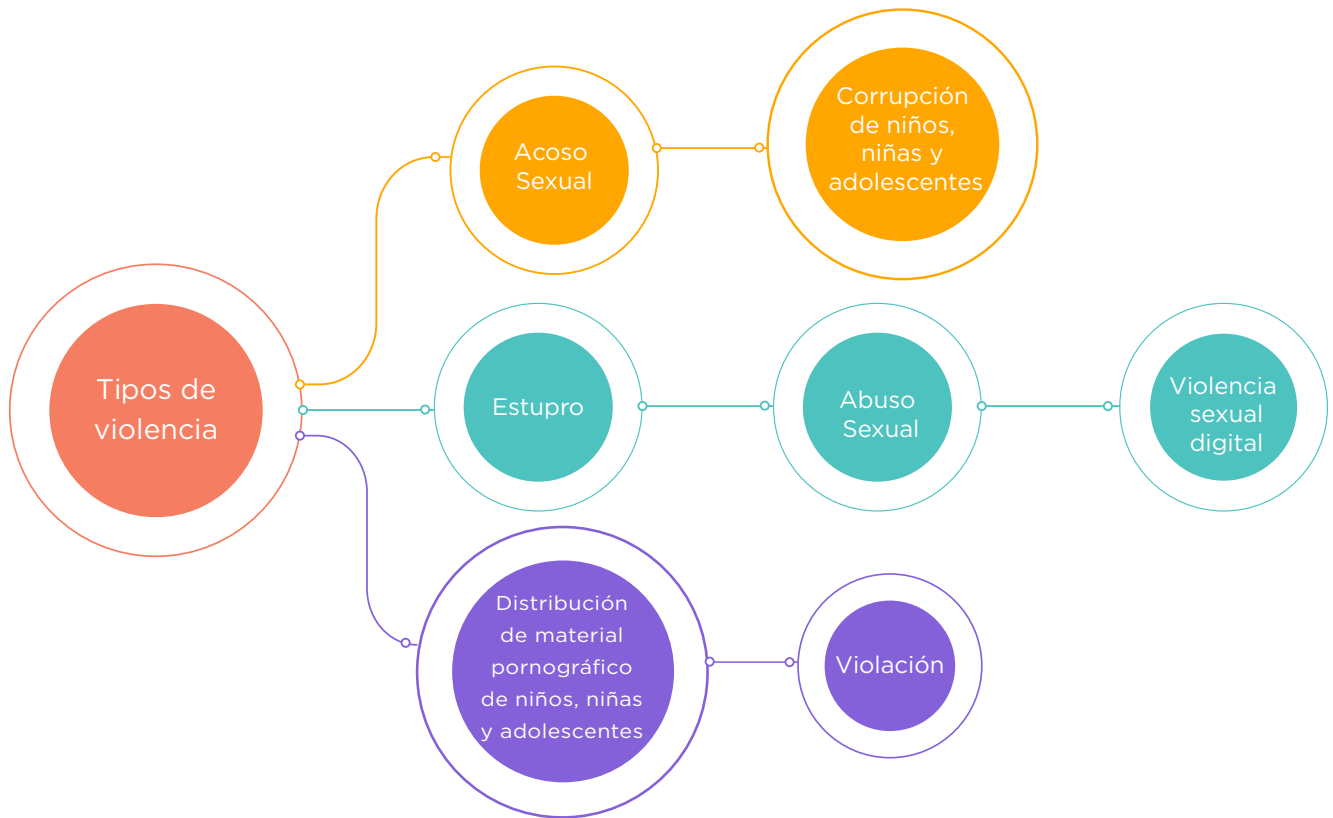 Tipos de
violencia
Acoso
Sexual
Corrupción
de niños,
niñas y
adolescentes
Estupro
Abuso
Sexual
Violencia
sexual
digital
Distribución
de material
pornográfico
de niños, niñas
y adolescentes
Violación